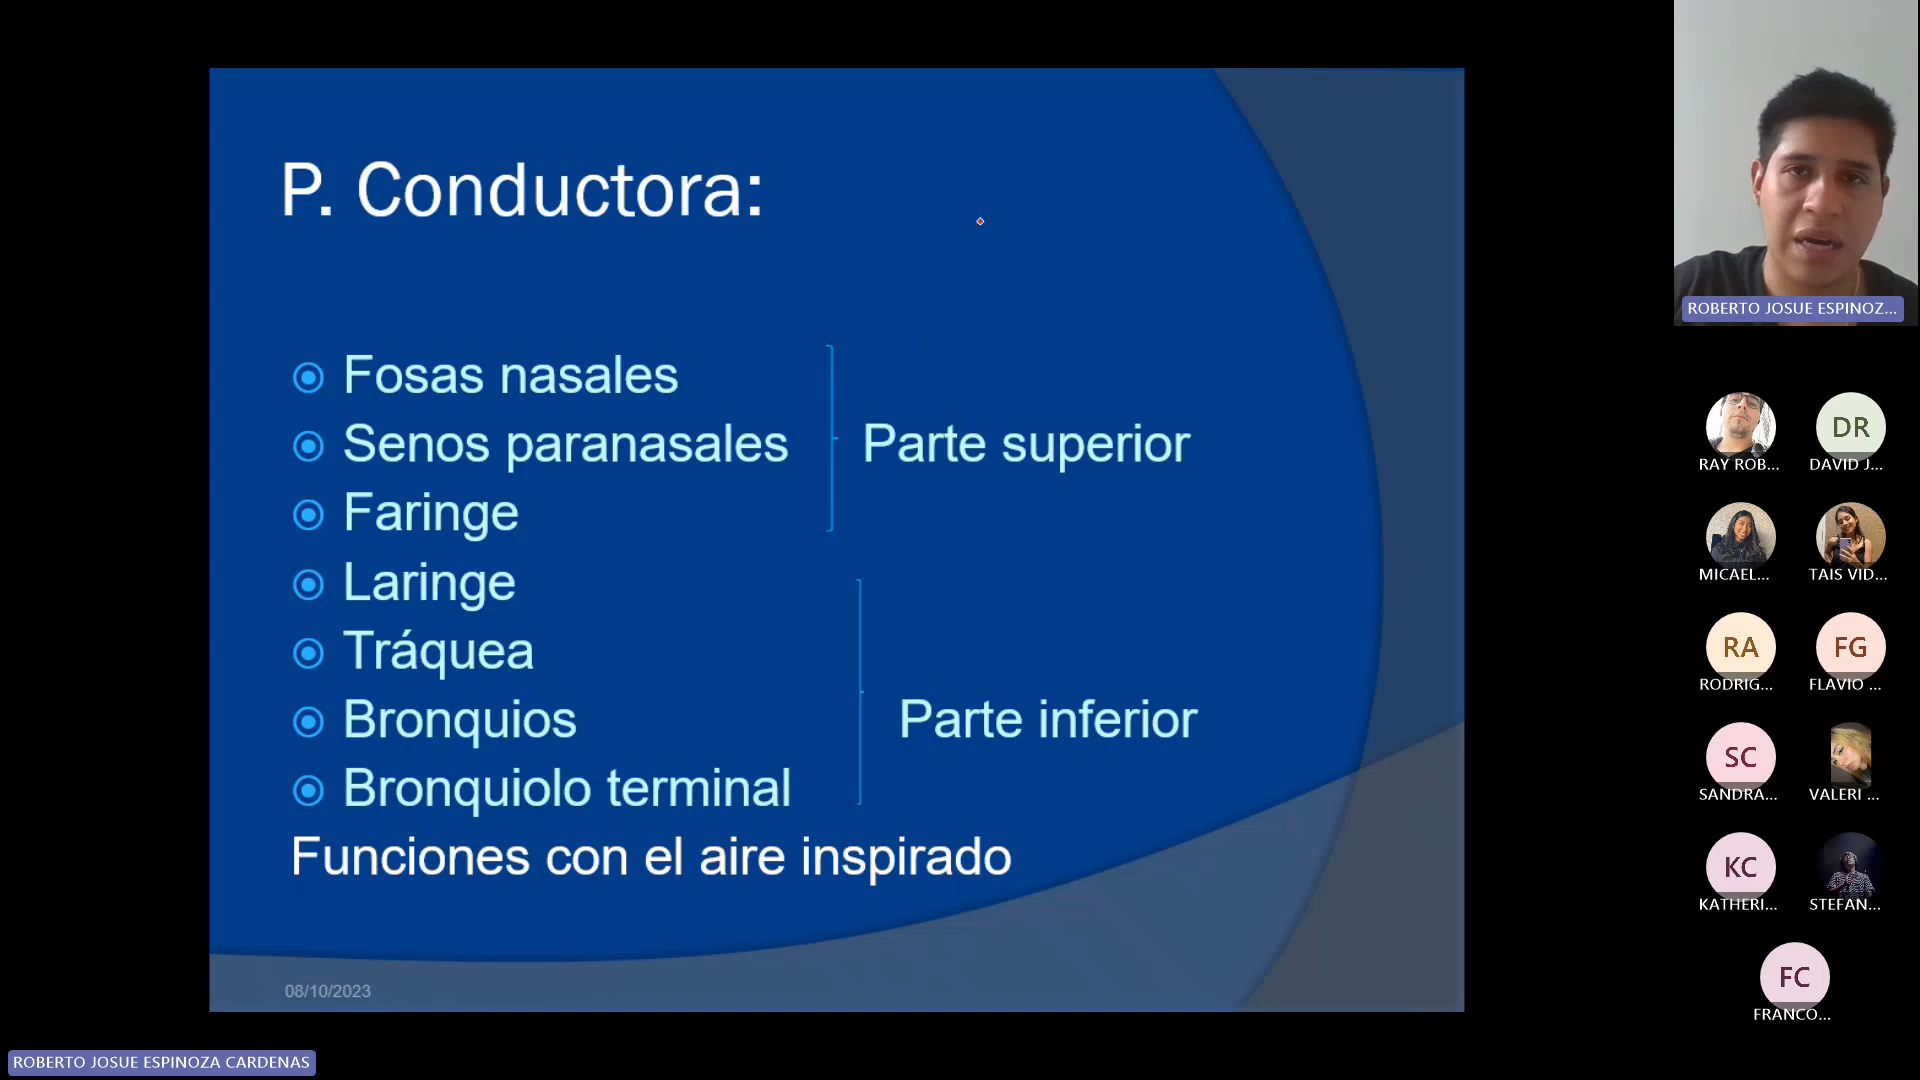 P. Conductora:
Fosas nasales
Senos paranasales
Parte superior
Faringe
Laringe
Tráquea
Bronquios
Parte inferior
Bronquiolo terminal
Funciones con el aire inspirado
08/10/2023
ROBERTO JOSUE ESPINOZA CARDENAS
ROBERTO JOSUE ESPINOZ...
RAY ROB...
DR
DAVID J...
MICAEL...
TAIS VID...
RA
RODRIG...
FG
FLAVIO ...
SC
SANDRA...
VALERI ...
KC
KATHERI...
STEFAN...
FC
FRANCO...